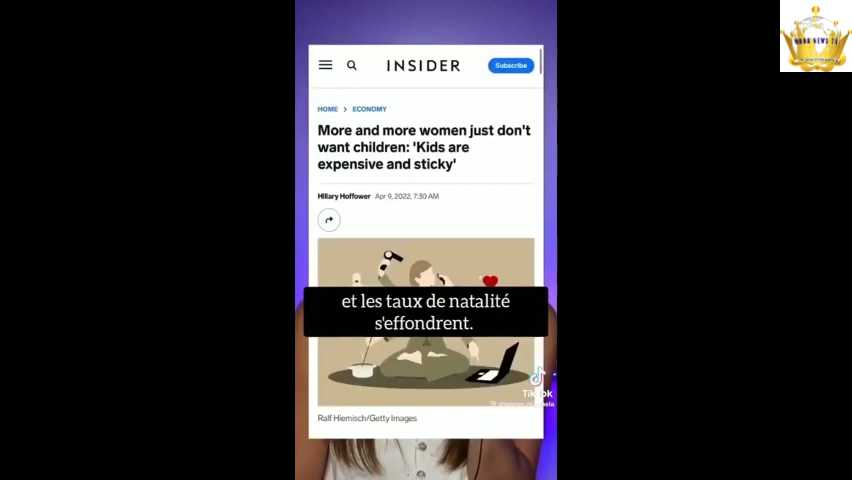 INSIDER
Subscribe
HOME > ECONOMY
More and more women just don't
want children: 'Kids are
expensive and sticky'
Hillary Hoffower Apr 9, 2022, 7:30 AM
et les taux de natalité
s'effondrent.
TikTok
Ralf Hiemisch/Getty Images